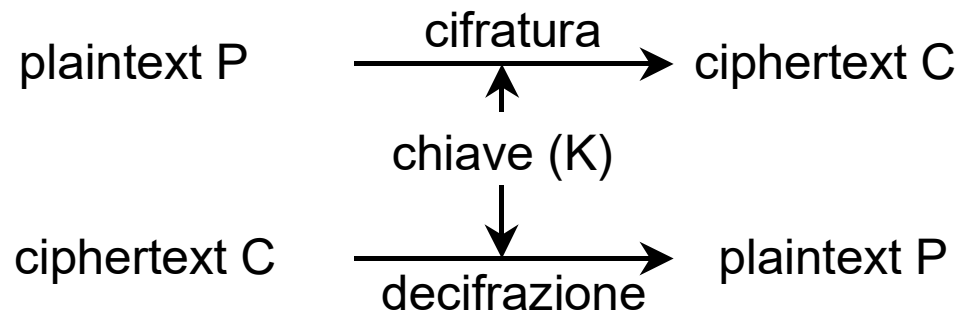 cifratura
plaintext P
ciphertext C
chiave (K)
ciphertext C
plaintext P
decifrazione